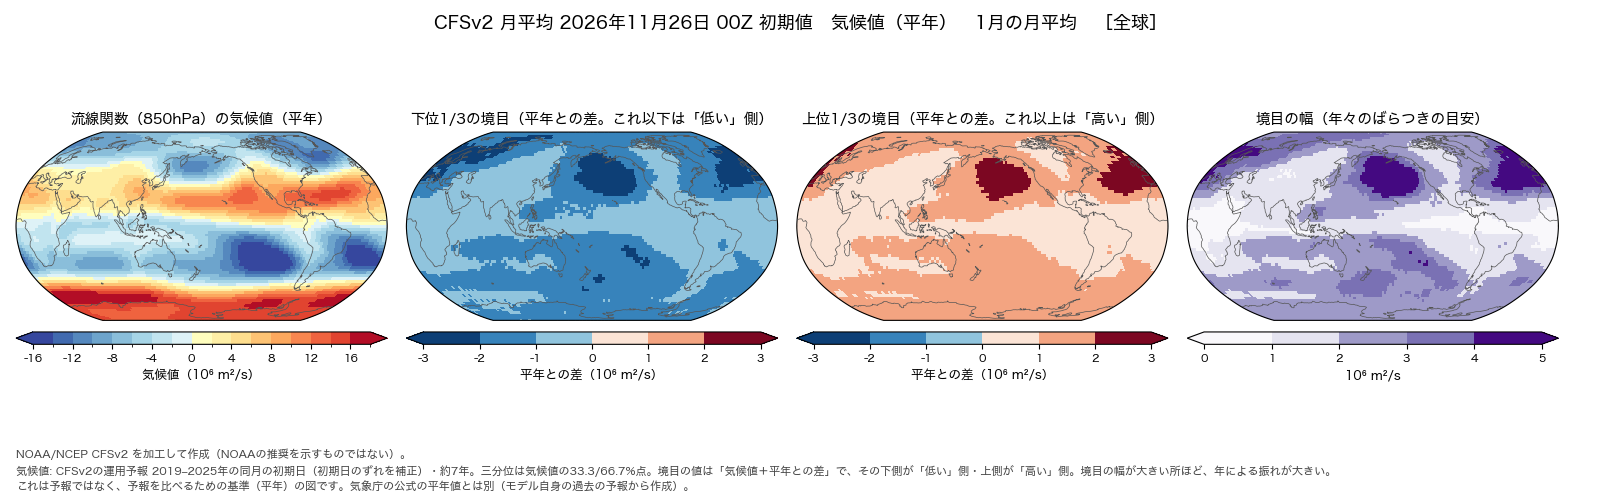 CFSv2 月平均 2026年11月26日 00Z 初期値　気候値（平年）　1月の月平均　［全球］
流線関数（850hPa）の気候値（平年）
下位1/3の境目（平年との差。これ以下は「低い」側）
上位1/3の境目（平年との差。これ以上は「高い」側）
境目の幅（年々のばらつきの目安）
-16 -12 -8 -4 0 4 8 12 16
-3 -2 -1 0 1 2 3
-3 -2 -1 0 1 2 3
0 1 2 3 4 5
気候値（10⁶ m²/s）
平年との差（10⁶ m²/s）
平年との差（10⁶ m²/s）
10⁶ m²/s
NOAA/NCEP CFSv2 を加工して作成（NOAAの推奨を示すものではない）。
気候値: CFSv2の運用予報 2019–2025年の同月の初期日（初期日のずれを補正）・約7年。三分位は気候値の33.3/66.7%点。境目の値は「気候値＋平年との差」で、その下側が「低い」側・上側が「高い」側。境目の幅が大きい所ほど、年による振れが大きい。
これは予報ではなく、予報を比べるための基準（平年）の図です。気象庁の公式の平年値とは別（モデル自身の過去の予報から作成）。